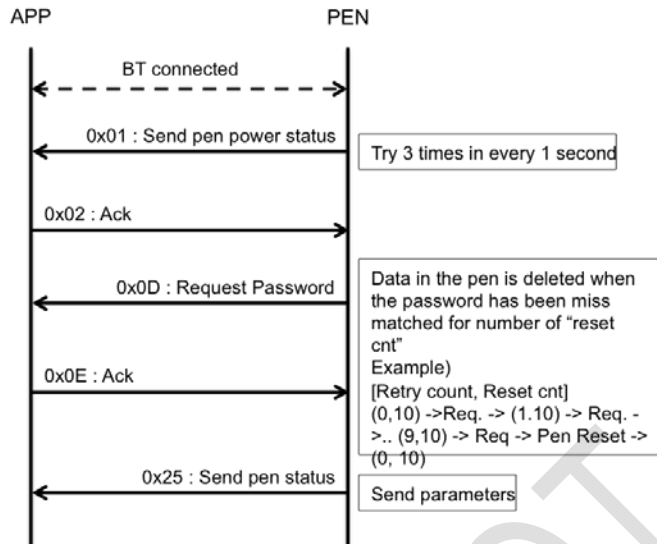 APP
PEN
BT connected
0x01 : Send pen power status
Try 3 times in every 1 second
0x02 : Ack
0x0D : Request Password
Data in the pen is deleted when
the password has been miss
matched for number of “reset
cnt”
Example)
[Retry count, Reset cnt]
(0,10) ->Req. -> (1.10) -> Req. -
>.. (9,10) -> Req -> Pen Reset ->
(0, 10)
0x0E : Ack
0x25 : Send pen status
Send parameters